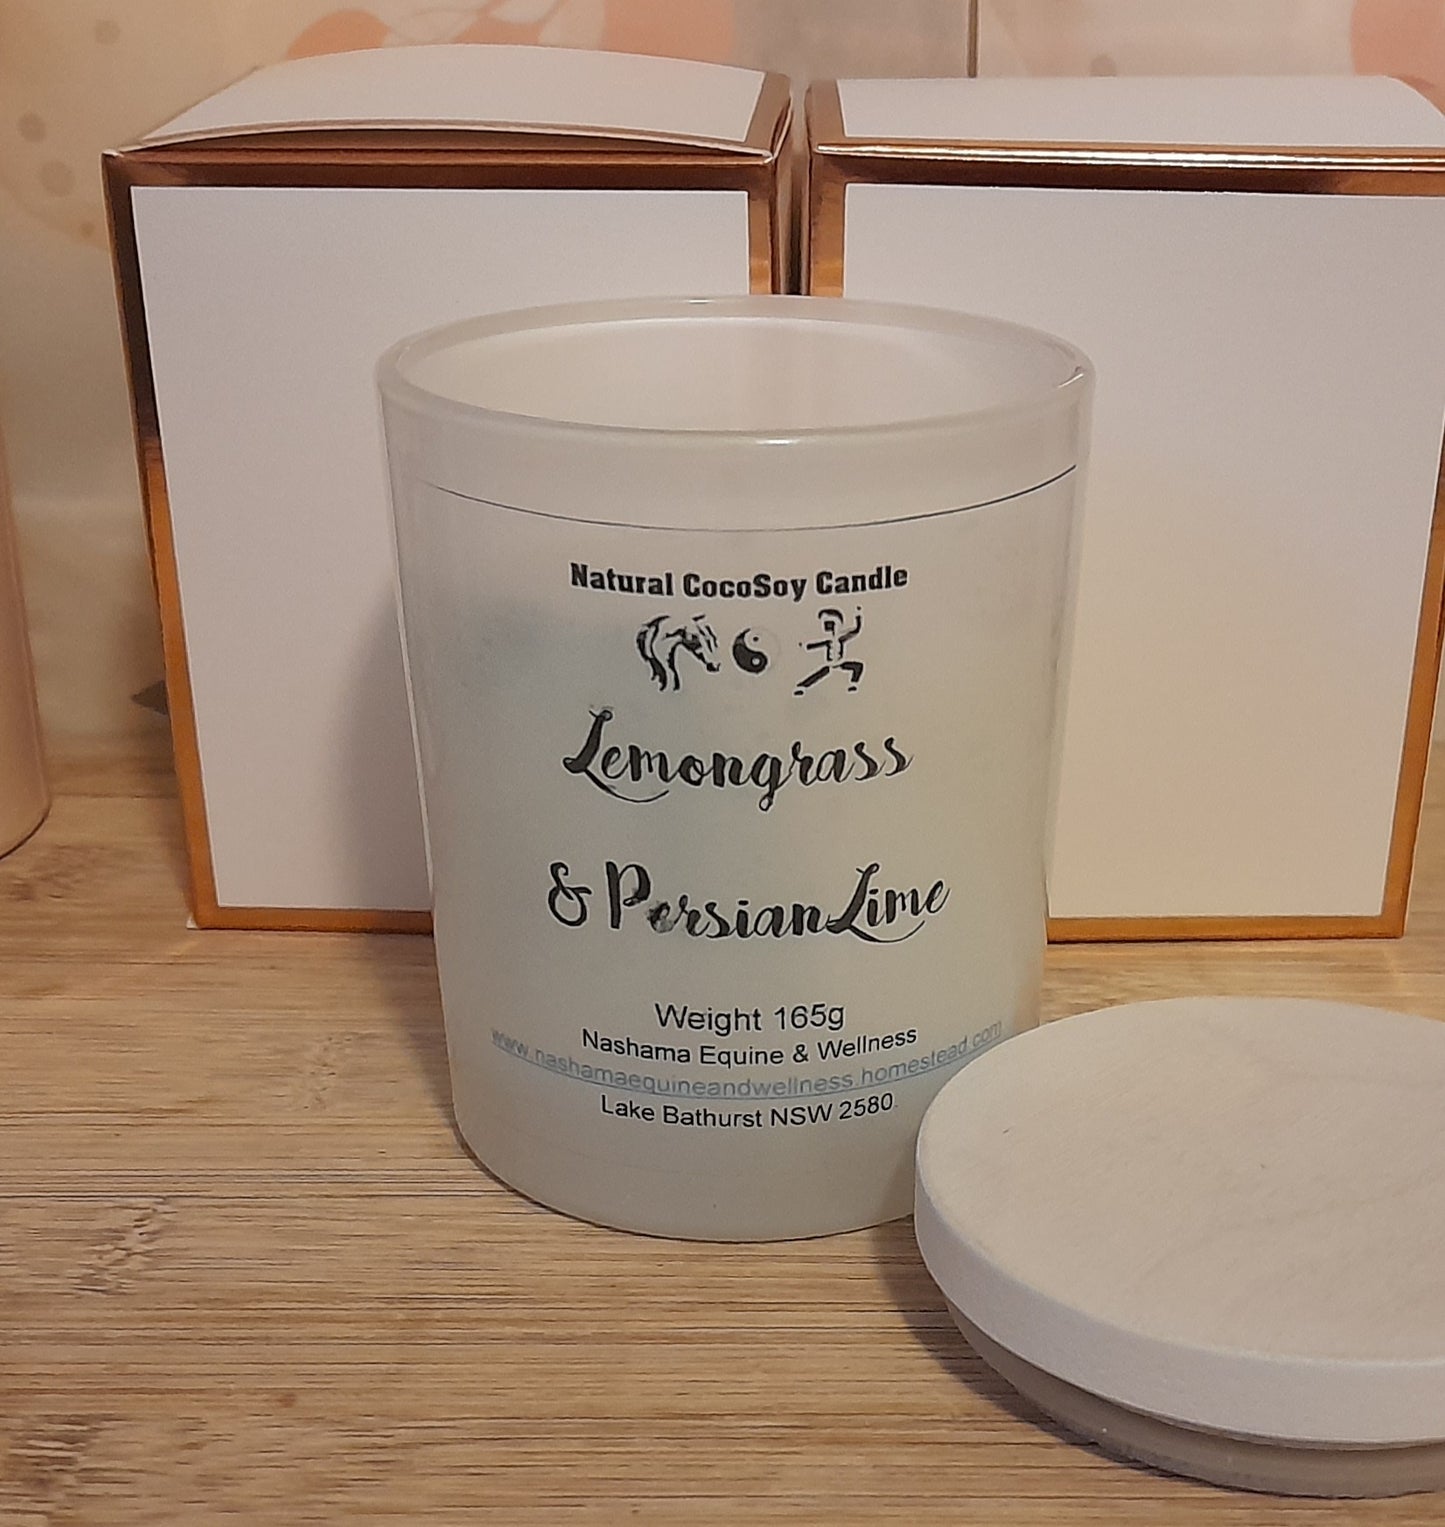 Natural CocoSoy Candle
Lemongrass
& Persian Lime
Weight 165g
Nashama Equine & Wellness
www.nashamaequineandwellness.homestead.com
Lake Bathurst NSW 2580